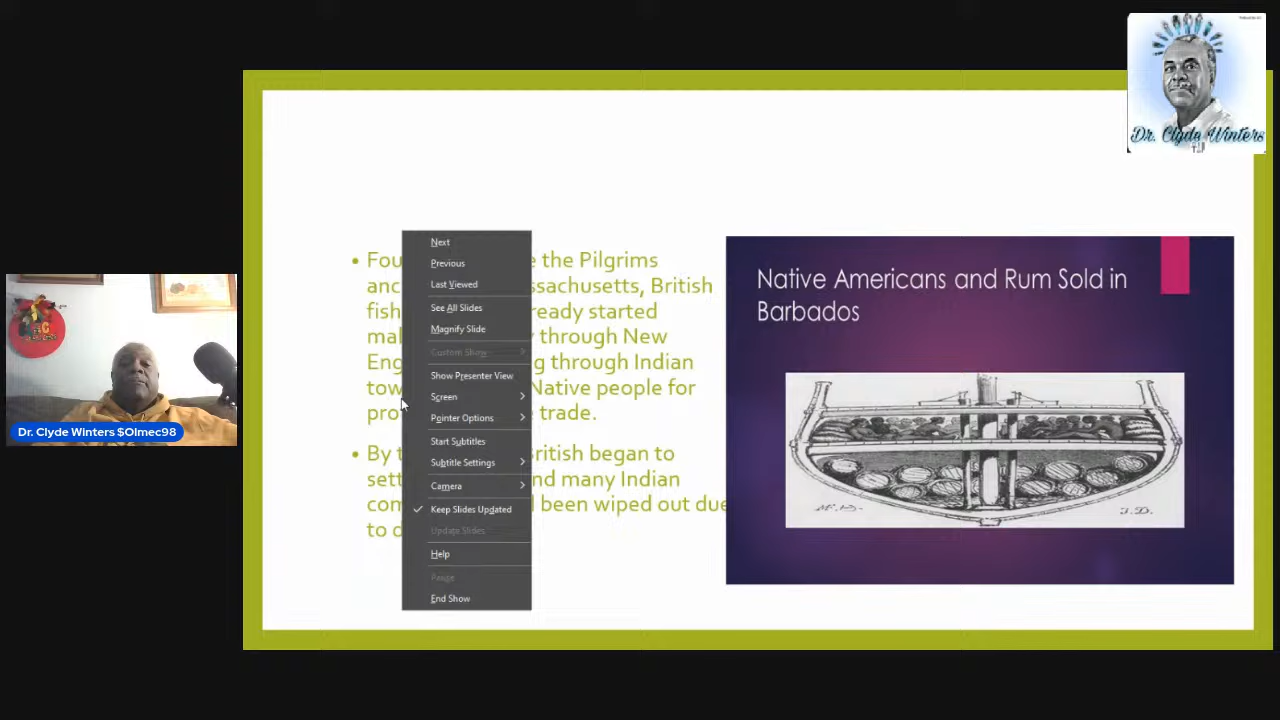 Dr. Clyde Winters
Dr. Clyde Winters $Olmec98
• Fou e the Pilgrims
anc ssachusetts, British
fish ready started
mal y through New
Eng g through Indian
tow Native people for
pro trade.
• By t British began to
sett nd many Indian
com d been wiped out due
to d
Next
Previous
Last Viewed
See All Slides
Magnify Slide
Custom Show
Show Presenter View
Screen
Pointer Options
Start Subtitles
Subtitle Settings
Camera
Keep Slides Updated
Update Slides
Help
Pause
End Show
Native Americans and Rum Sold in
Barbados
J.D.